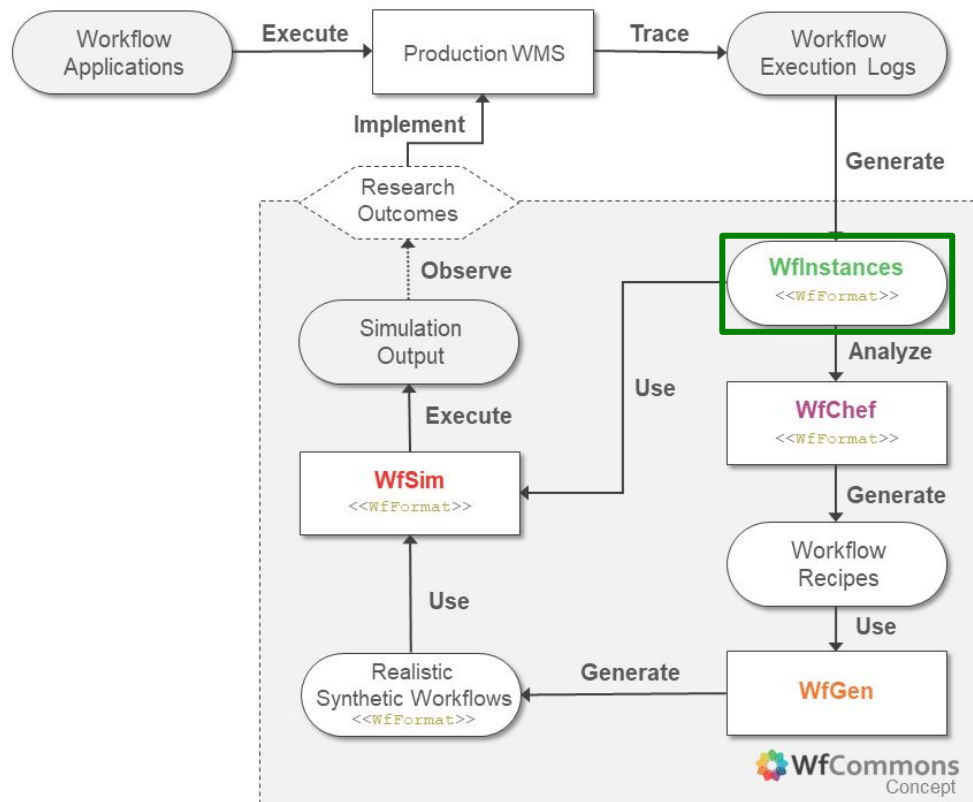 Workflow
Applications
Execute
Production WMS
Trace
Workflow
Execution Logs
Implement
Generate
Research
Outcomes
Observe
WfInstances
<<WfFormat>>
Simulation
Output
Analyze
Use
WfChef
<<WfFormat>>
Execute
WfSim
<<WfFormat>>
Generate
Workflow
Recipes
Use
Use
Realistic
Synthetic Workflows
<<WfFormat>>
Generate
WfGen
WfCommons
Concept